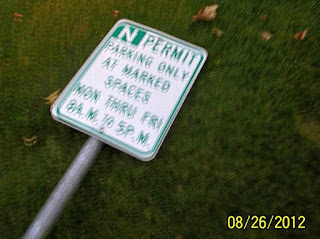 N PERMIT
PARKING ONLY
AT MARKED
SPACES
MON THRU FRI
8A.M. TO 5P.M.
08/26/2012